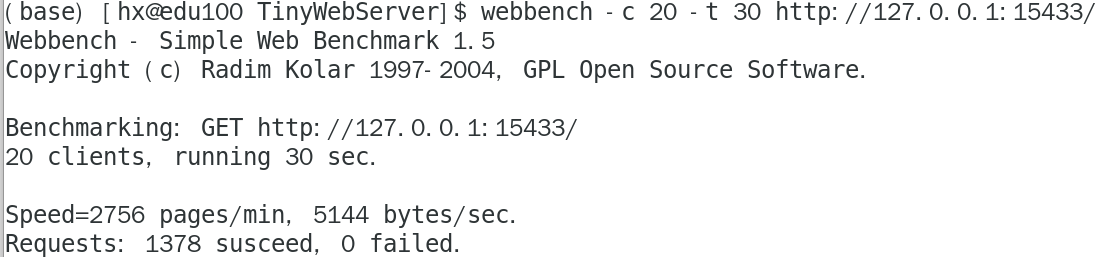 (base) [hx@edu100 TinyWebServer]$ webbench -c 20 -t 30 http://127.0.0.1:15433/
Webbench - Simple Web Benchmark 1.5
Copyright (c) Radim Kolar 1997-2004, GPL Open Source Software.
Benchmarking: GET http://127.0.0.1:15433/
20 clients, running 30 sec.
Speed=2756 pages/min, 5144 bytes/sec.
Requests: 1378 susceed, 0 failed.